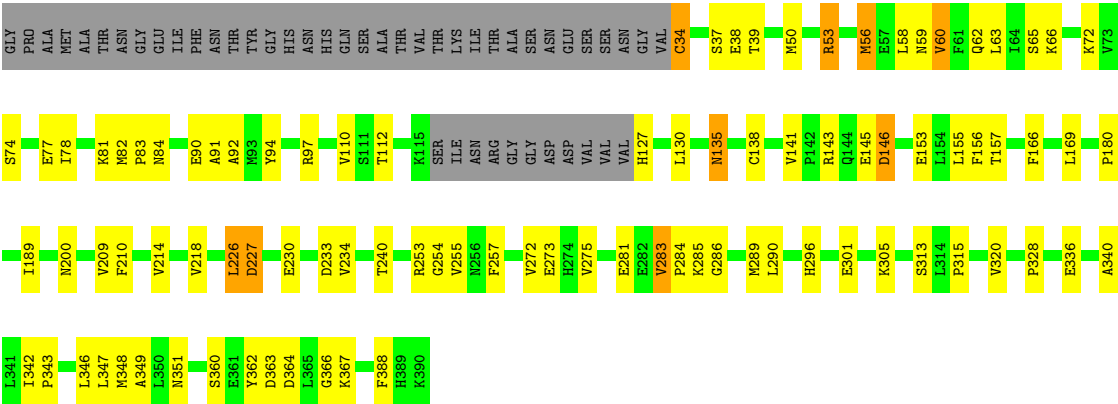 GLY PRO ALA MET ALA THR ASN GLY GLU ILE PHE ASN THR TYR GLY HIS ASN HIS GLN SER ALA THR VAL THR LYS ILE THR ALA SER ASN GLU SER SER ASN GLY VAL C34 S37 E38 T39 M50 R53 M56 E57 L58 N59 V60 F61 Q62 L63 I64 S65 K66 K72 V73
S74 E77 I78 K81 M82 P83 N84 E90 A91 A92 M93 Y94 R97 V110 S111 T112 K115 SER ILE ASN ARG GLY GLY ASP ASP VAL VAL VAL H127 L130 N135 C138 V141 P142 R143 Q144 E145 D146 E153 L154 L155 F156 T157 F166 L169 P180
I189 N200 V209 F210 V214 V218 L226 D227 E230 D233 V234 T240 R253 G254 V255 N256 F257 V272 E273 H274 V275 E281 E282 V283 P284 K285 G286 M289 L290 H296 E301 K305 S313 L314 P315 V320 P328 E336 A340
L341 I342 P343 L346 L347 M348 A349 L350 N351 S360 E361 Y362 D363 D364 L365 G366 K367 F388 H389 K390